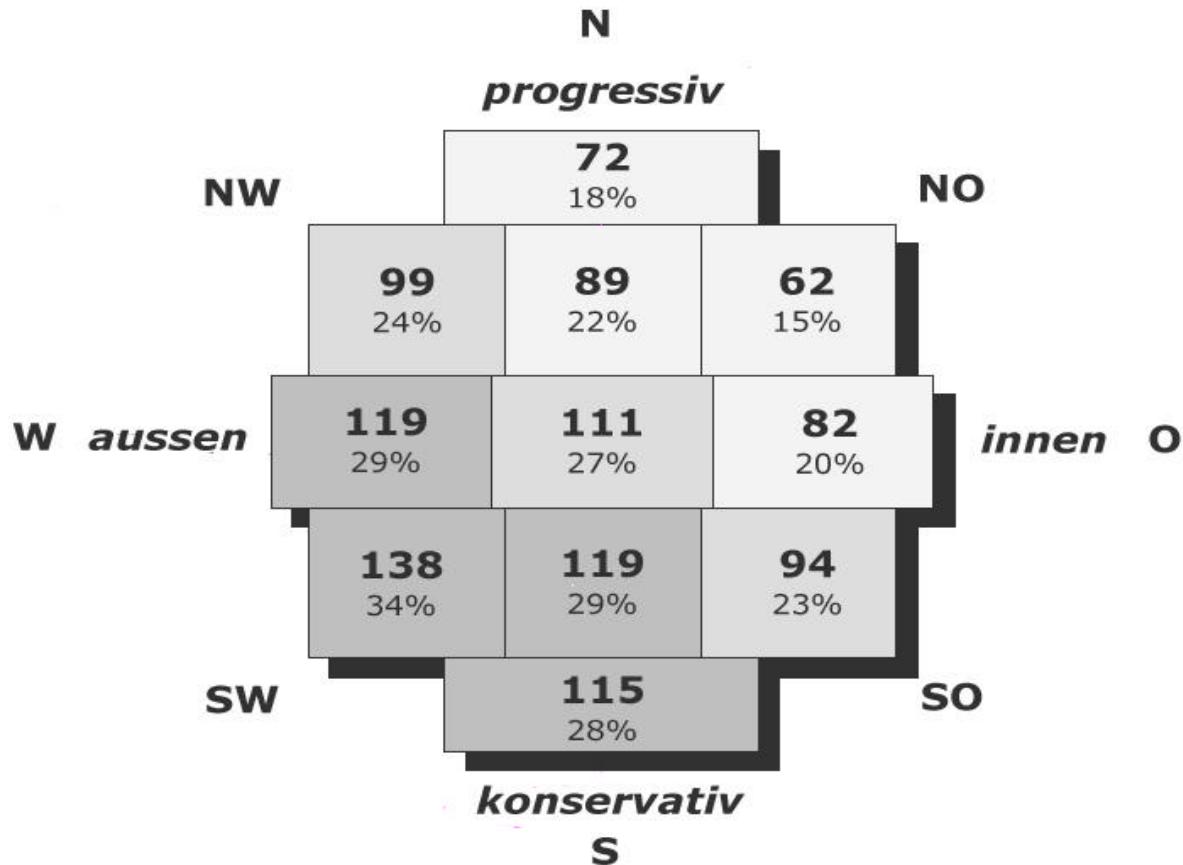 N
progressiv
72
18%
NW
NO
99
24%
89
22%
62
15%
W aussen
119
29%
111
27%
82
20%
innen O
138
34%
119
29%
94
23%
SW
115
28%
SO
konservativ
S